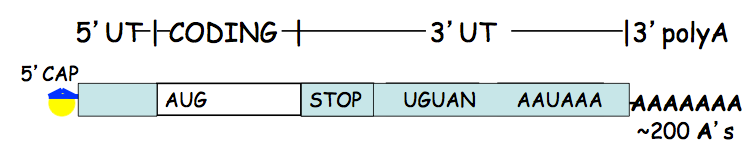 5' UT CODING 3' UT 3' polyA
5' CAP
AUG STOP UGUAN AAUAAA AAAAAAA
~200 A's